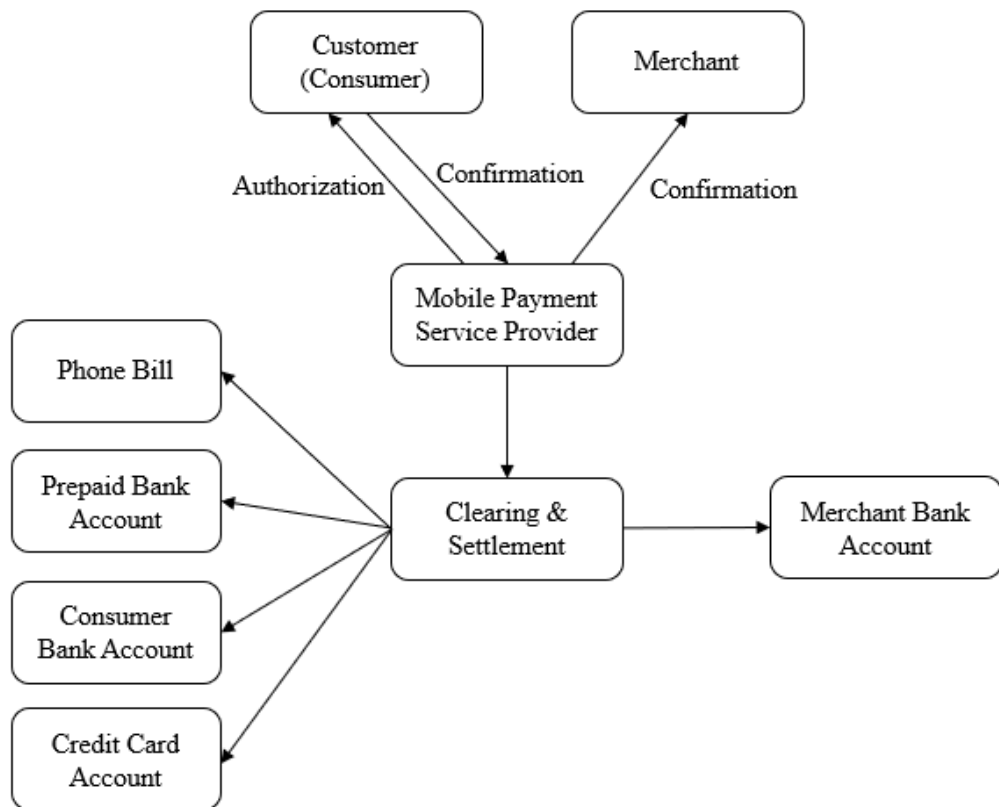 Customer
(Consumer)
Merchant
Authorization
Confirmation
Confirmation
Mobile Payment
Service Provider
Phone Bill
Prepaid Bank
Account
Clearing &
Settlement
Merchant Bank
Account
Consumer
Bank Account
Credit Card
Account